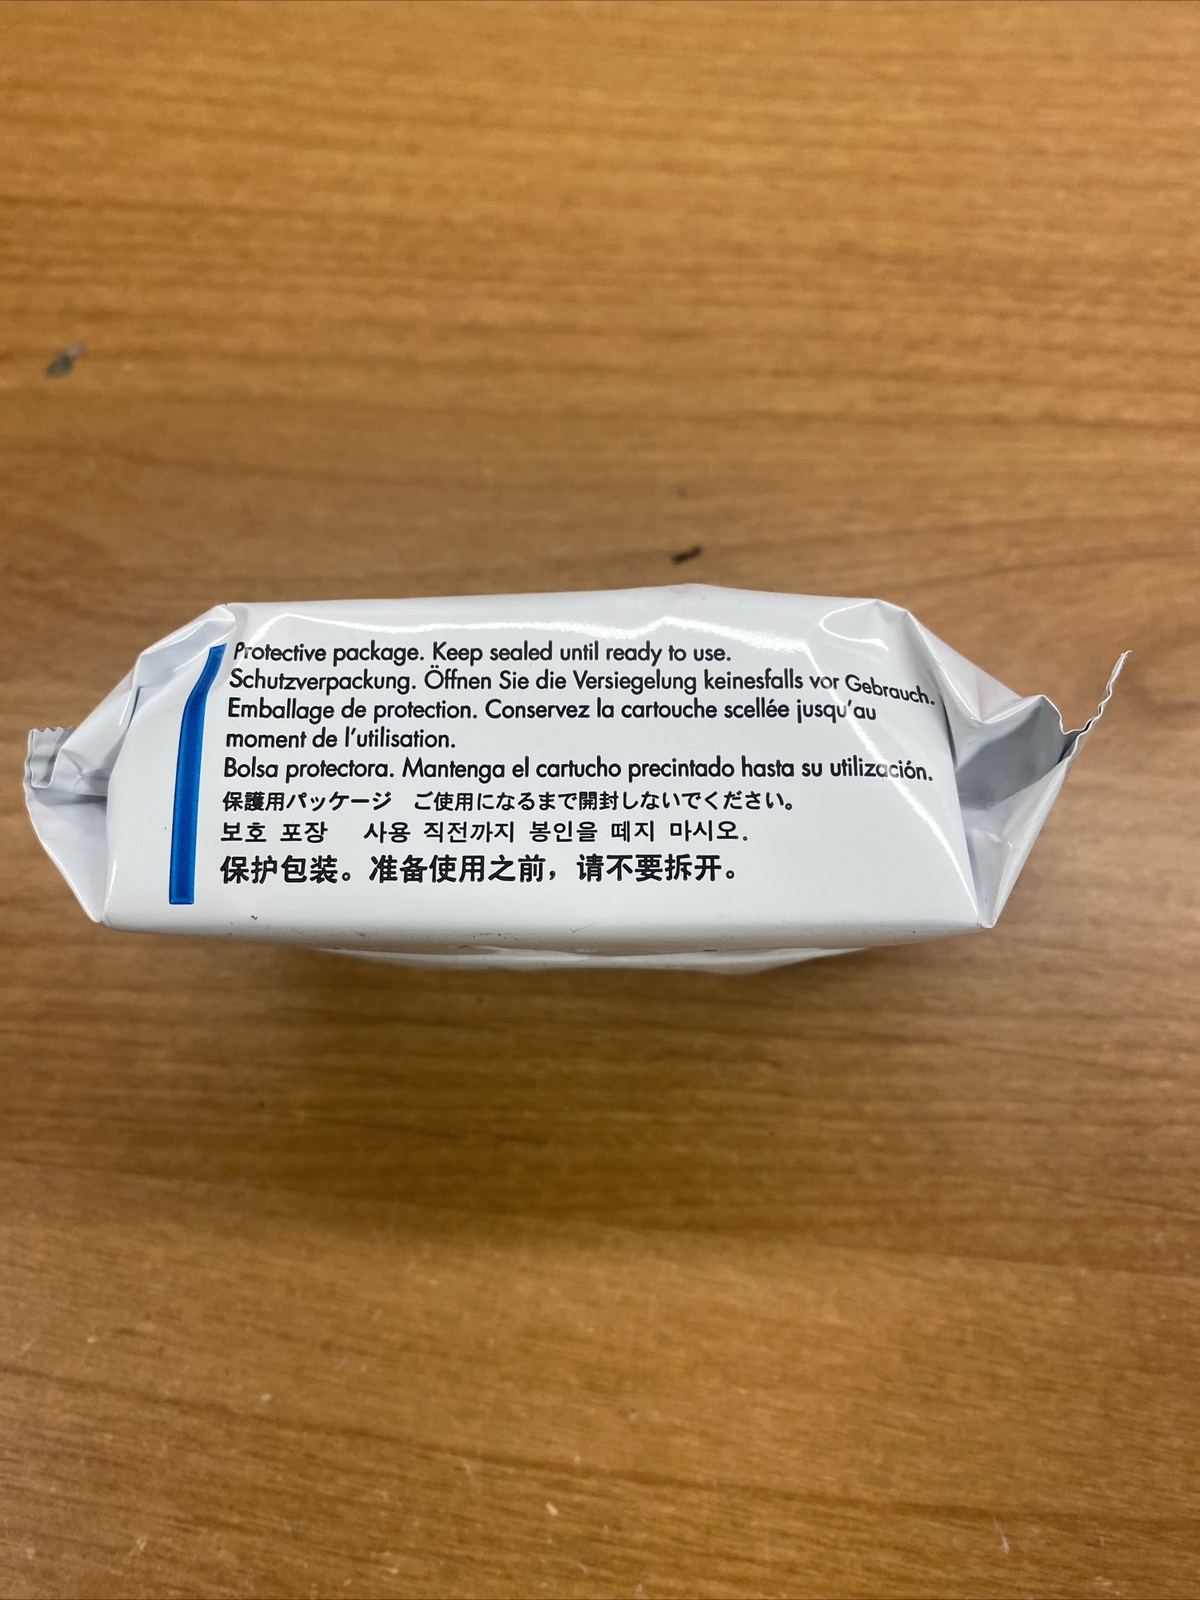 Protective package. Keep sealed until ready to use.
Schutzverpackung. Öffnen Sie die Versiegelung keinesfalls vor Gebrauch.
Emballage de protection. Conservez la cartouche scellée jusqu'au
moment de l'utilisation.
Bolsa protectora. Mantenga el cartucho precintado hasta su utilización.
保護用パッケージ　ご使用になるまで開封しないでください。
보호 포장　사용 직전까지 봉인을 떼지 마시오.
保护包装。准备使用之前，请不要拆开。